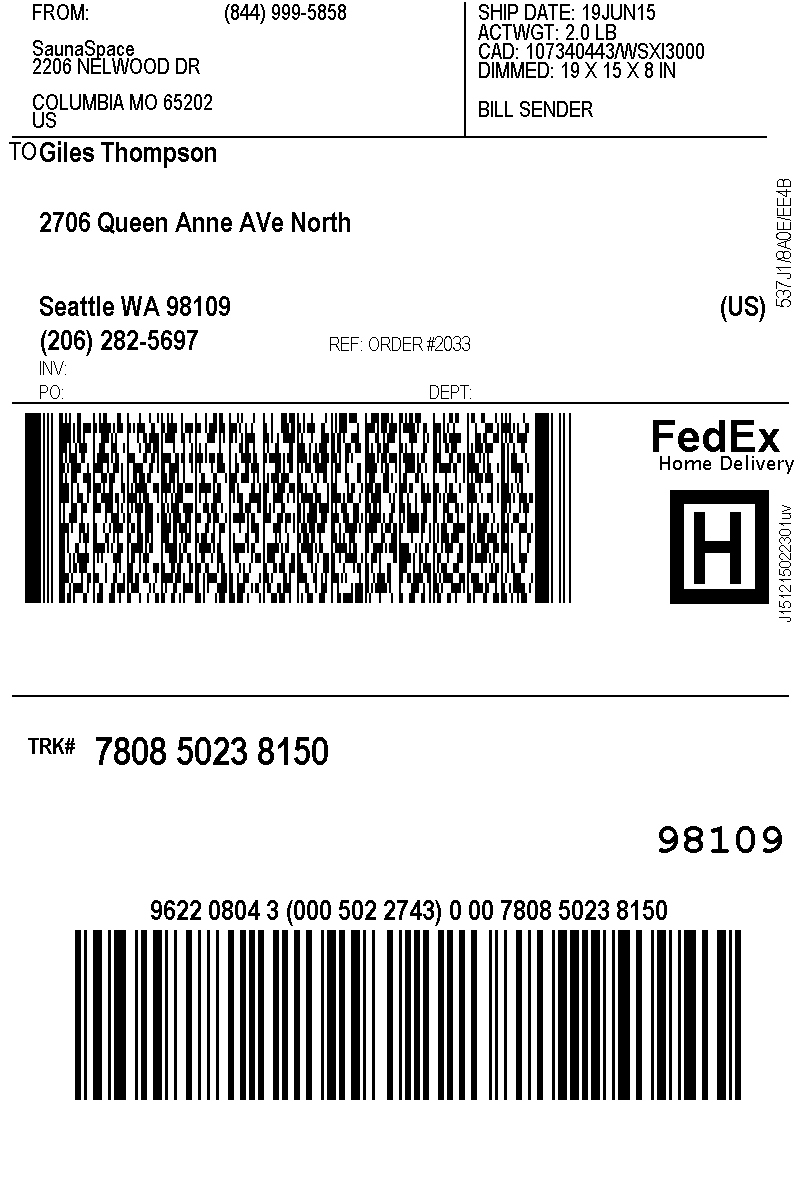 FROM: (844) 999-5858
SaunaSpace
2206 NELWOOD DR
COLUMBIA MO 65202
US
SHIP DATE: 19JUN15
ACTWGT: 2.0 LB
CAD: 107340443/WSXI3000
DIMMED: 19 X 15 X 8 IN
BILL SENDER
TO Giles Thompson
2706 Queen Anne AVe North
Seattle WA 98109 (US)
(206) 282-5697 REF: ORDER #2033
INV:
PO: DEPT:
537J1/8A0E/EE4B
FedEx
Home Delivery
H
J151215022301uv
TRK# 7808 5023 8150
98109
9622 0804 3 (000 502 2743) 0 00 7808 5023 8150